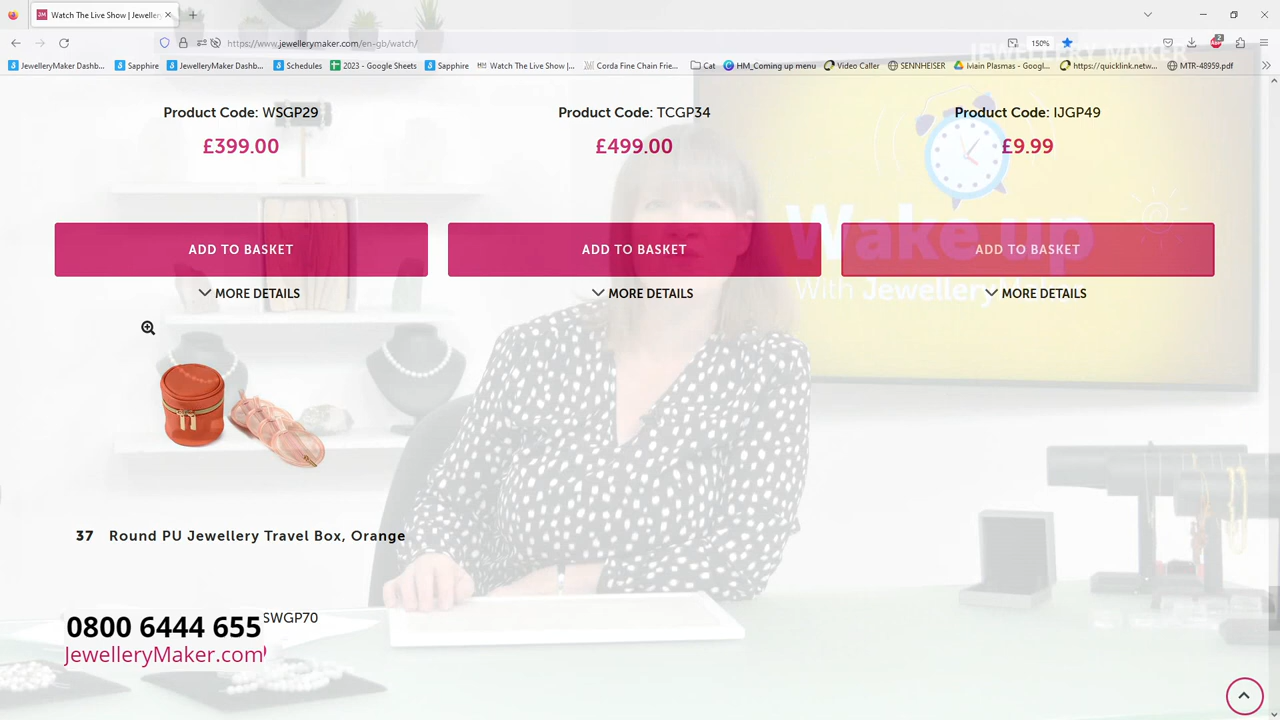 Watch The Live Show | Jewellery
https://www.jewellerymaker.com/en-gb/watch/
150%
2
JEWELLERY MAKER
JewelleryMaker Dashb...
Sapphire
JewelleryMaker Dashb...
Schedules
2023 - Google Sheets
Sapphire
Watch The Live Show |...
Corda Fine Chain Frie...
Cat
HM_Coming up menu
Video Caller
SENNHEISER
Main Plasmas - Googl...
https://quicklink.netw...
MTR-48959.pdf
Product Code: WSGP29
Product Code: TCGP34
Product Code: IJGP49
£399.00
£499.00
£9.99
Wake up
With JewelleryMaker
ADD TO BASKET
ADD TO BASKET
ADD TO BASKET
MORE DETAILS
MORE DETAILS
MORE DETAILS
37 Round PU Jewellery Travel Box, Orange
SWGP70
0800 6444 655
JewelleryMaker.com